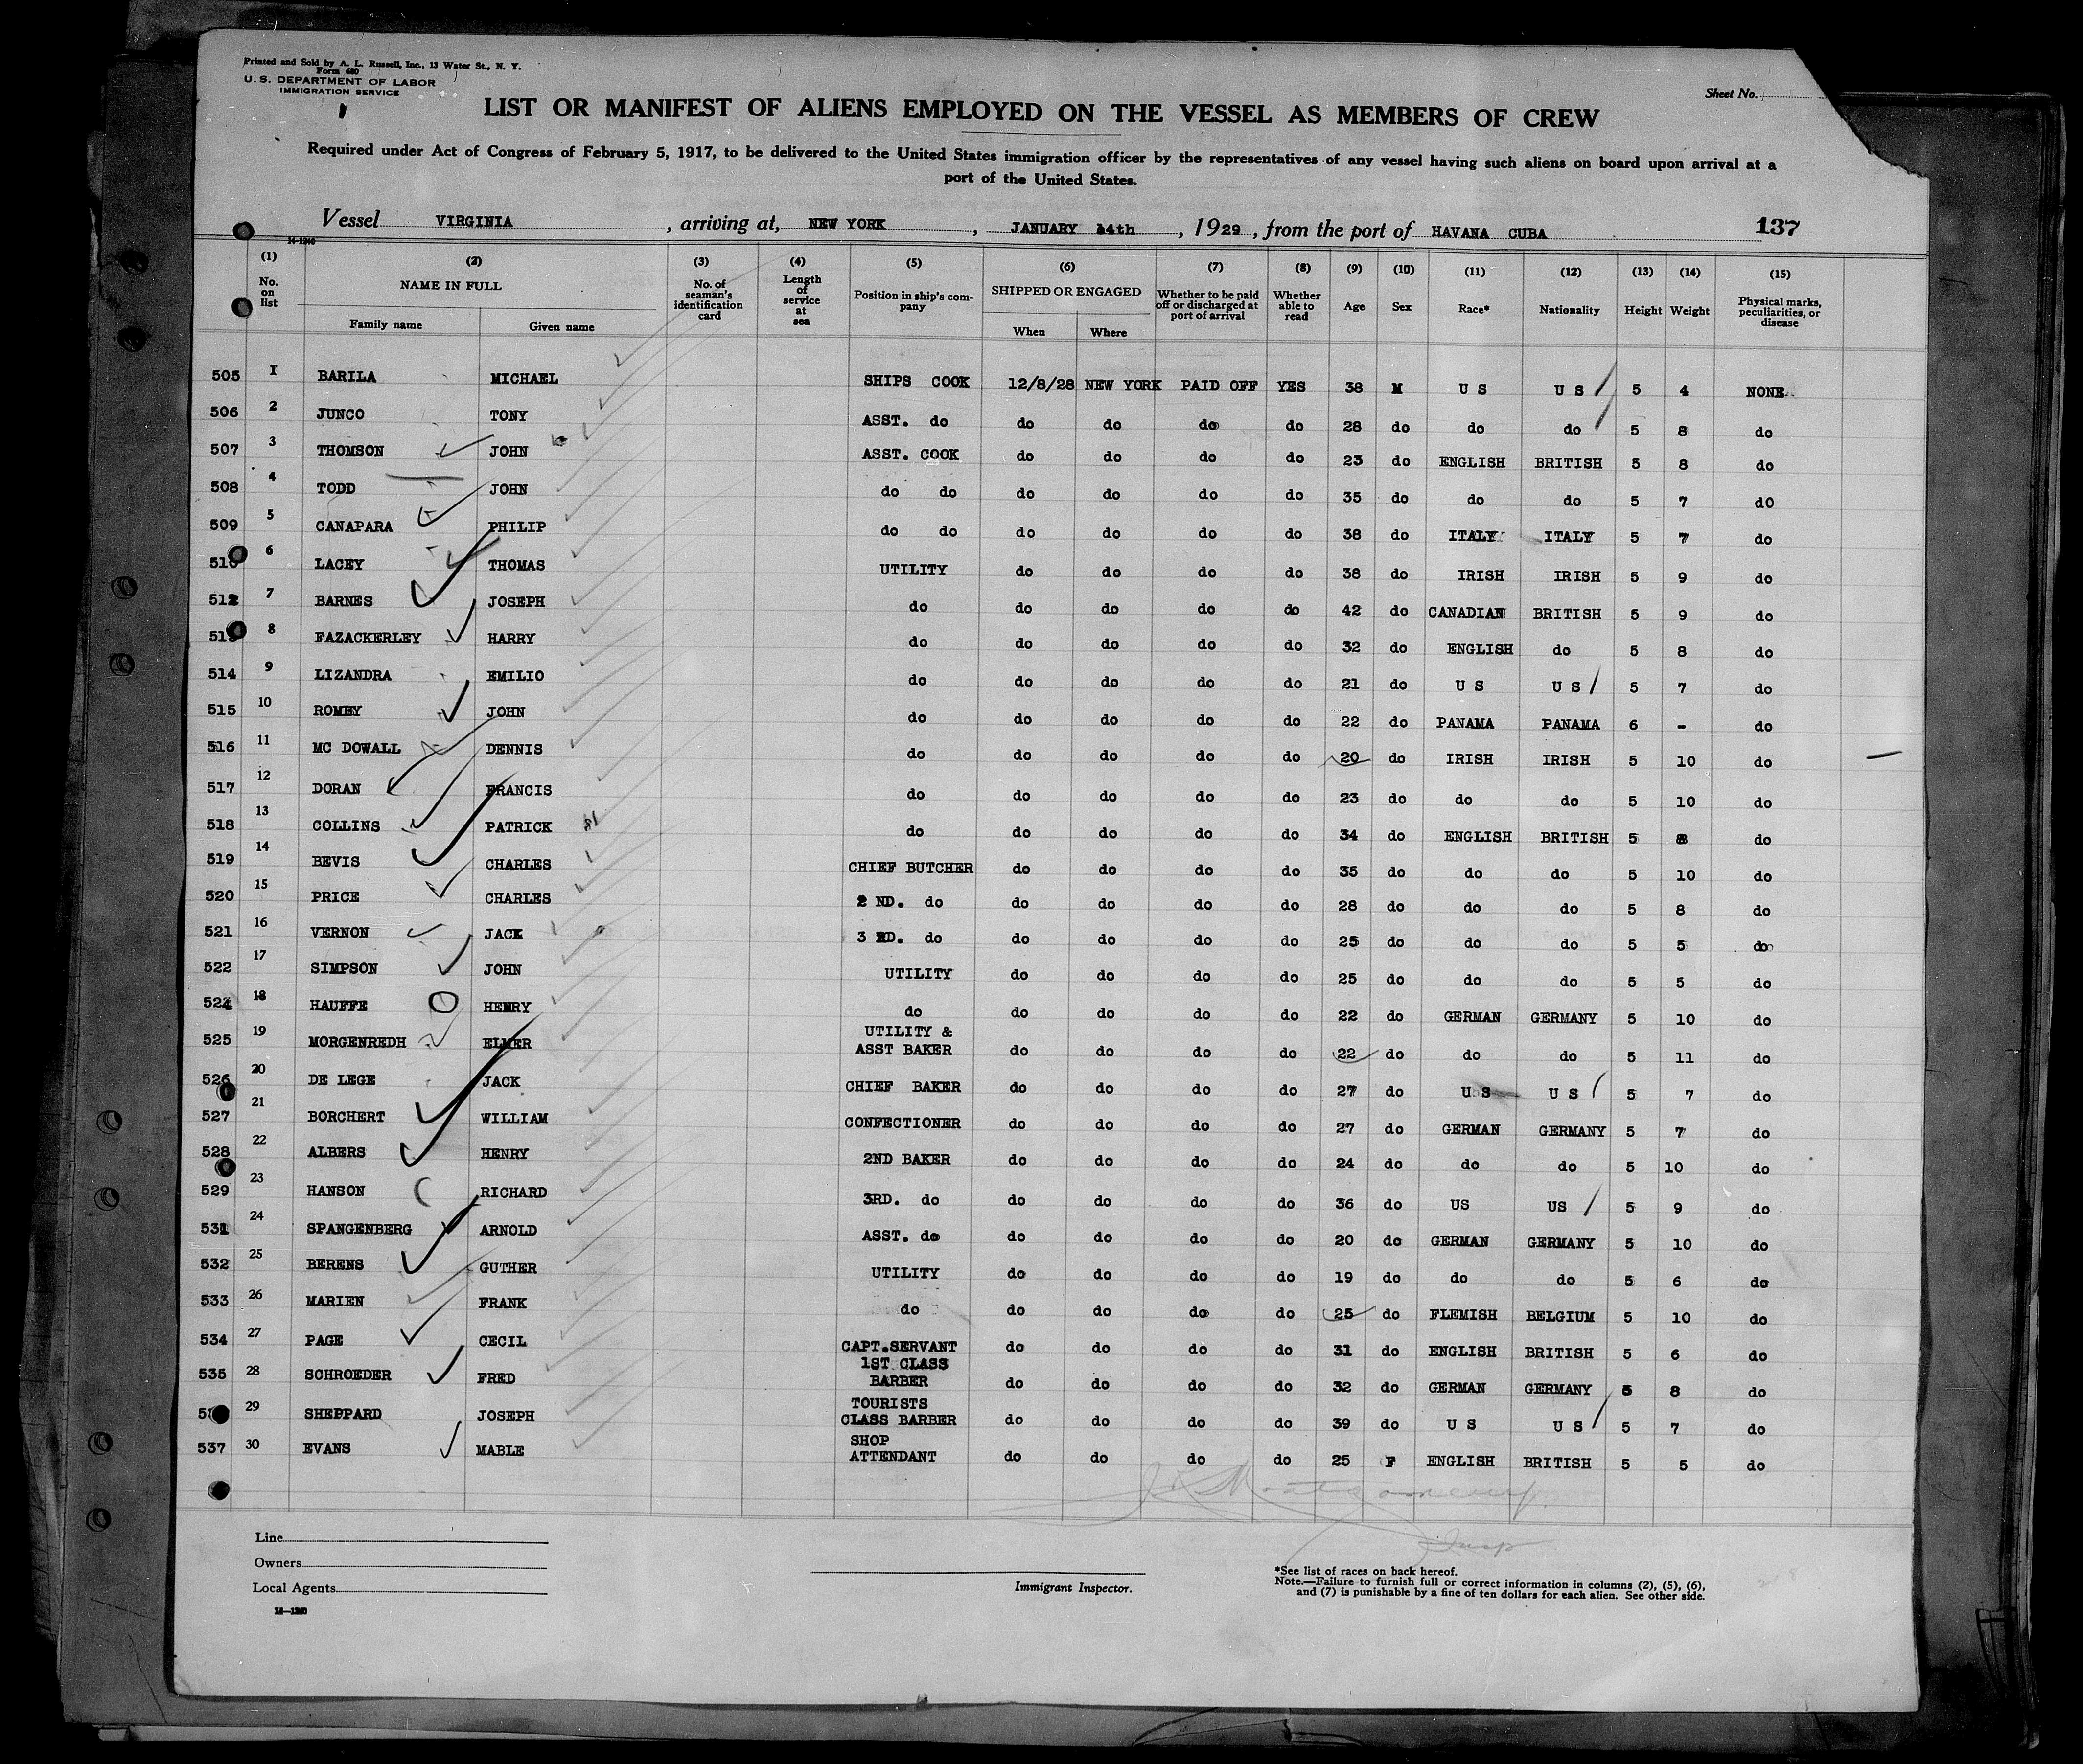 Printed and Sold by A. L. Russell, Inc., 13 Water St., N. Y.
Form 680
U. S. DEPARTMENT OF LABOR
IMMIGRATION SERVICE
Sheet No.
LIST OR MANIFEST OF ALIENS EMPLOYED ON THE VESSEL AS MEMBERS OF CREW
Required under Act of Congress of February 5, 1917, to be delivered to the United States immigration officer by the representatives of any vessel having such aliens on board upon arrival at a
port of the United States.
Vessel VIRGINIA , arriving at, NEW YORK , JANUARY 14th , 1929 , from the port of HAVANA CUBA 137
14-1240
(1) (2) (3) (4) (5) (6) (7) (8) (9) (10) (11) (12) (13) (14) (15)
No. on list NAME IN FULL Family name Given name No. of seaman's identification card Length of service at sea Position in ship's company SHIPPED OR ENGAGED When Where Whether to be paid off or discharged at port of arrival Whether able to read Age Sex Race* Nationality Height Weight Physical marks, peculiarities, or disease
505 1 BARILA MICHAEL SHIPS COOK 12/8/28 NEW YORK PAID OFF YES 38 M U S U S 5 4 NONE
506 2 JUNCO TONY ASST. do do do do do 28 do do do 5 8 do
507 3 THOMSON JOHN ASST. COOK do do do do 23 do ENGLISH BRITISH 5 8 do
508 4 TODD JOHN do do do do do do 35 do do do 5 7 dO
509 5 CANAPARA PHILIP do do do do do do 38 do ITALY ITALY 5 7 do
510 6 LACEY THOMAS UTILITY do do do do 38 do IRISH IRISH 5 9 do
512 7 BARNES JOSEPH do do do do do 42 do CANADIAN BRITISH 5 9 do
513 8 FAZACKERLEY HARRY do do do do do 32 do ENGLISH do 5 8 do
514 9 LIZANDRA EMILIO do do do do do 21 do U S U S 5 7 do
515 10 ROMBY JOHN do do do do do 22 do PANAMA PANAMA 6 - do
516 11 MC DOWALL DENNIS do do do do do 20 do IRISH IRISH 5 10 do
517 12 DORAN FRANCIS do do do do do 23 do do do 5 10 do
518 13 COLLINS PATRICK do do do do do 34 do ENGLISH BRITISH 5 8 do
519 14 BEVIS CHARLES CHIEF BUTCHER do do do do 35 do do do 5 10 do
520 15 PRICE CHARLES 2 ND. do do do do do 28 do do do 5 8 do
521 16 VERNON JACK 3 RD. do do do do do 25 do do do 5 5 do
522 17 SIMPSON JOHN UTILITY do do do do 25 do do do 5 5 do
524 18 HAUFFE HENRY do do do do do 22 do GERMAN GERMANY 5 10 do
525 19 MORGENREDH ELMER UTILITY & ASST BAKER do do do do 22 do do do 5 11 do
526 20 DE LEGE JACK CHIEF BAKER do do do do 27 do U S U S 5 7 do
527 21 BORCHERT WILLIAM CONFECTIONER do do do do 27 do GERMAN GERMANY 5 7 do
528 22 ALBERS HENRY 2ND BAKER do do do do 24 do do do 5 10 do
529 23 HANSON RICHARD 3RD. do do do do do 36 do US US 5 9 do
531 24 SPANGENBERG ARNOLD ASST. do do do do do 20 do GERMAN GERMANY 5 10 do
532 25 BERENS GUTHER UTILITY do do do do 19 do do do 5 6 do
533 26 MARIEN FRANK do do do do do 25 do FLEMISH BELGIUM 5 10 do
534 27 PAGE CECIL CAPT.SERVANT do do do do 31 do ENGLISH BRITISH 5 6 do
535 28 SCHROEDER FRED 1ST CLASS BARBER do do do do 32 do GERMAN GERMANY 5 8 do
29 SHEPPARD JOSEPH TOURISTS CLASS BARBER do do do do 39 do U S U S 5 7 do
537 30 EVANS MABLE SHOP ATTENDANT do do do do 25 F ENGLISH BRITISH 5 5 do
Line
Owners
Local Agents
14-1240
Immigrant Inspector.
*See list of races on back hereof.
Note.—Failure to furnish full or correct information in columns (2), (5), (6),
and (7) is punishable by a fine of ten dollars for each alien. See other side.